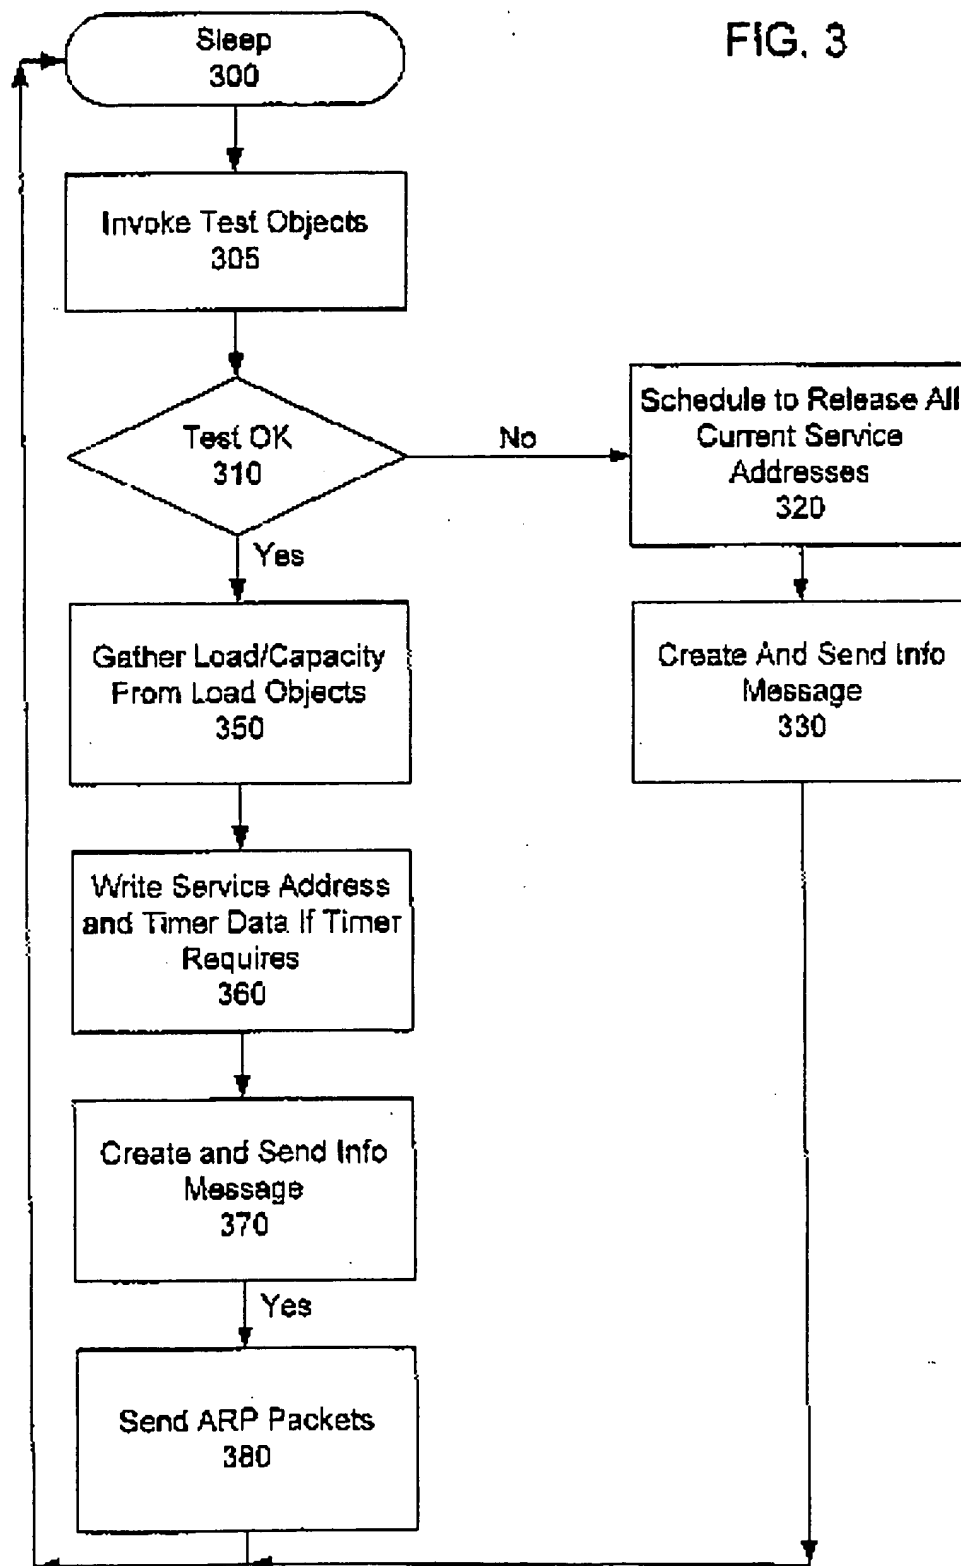 FIG. 3
Sleep
300
Invoke Test Objects
305
Test OK
310
No
Yes
Schedule to Release All
Current Service
Addresses
320
Create And Send Info
Message
330
Gather Load/Capacity
From Load Objects
350
Write Service Address
and Timer Data If Timer
Requires
360
Create and Send Info
Message
370
Yes
Send ARP Packets
380